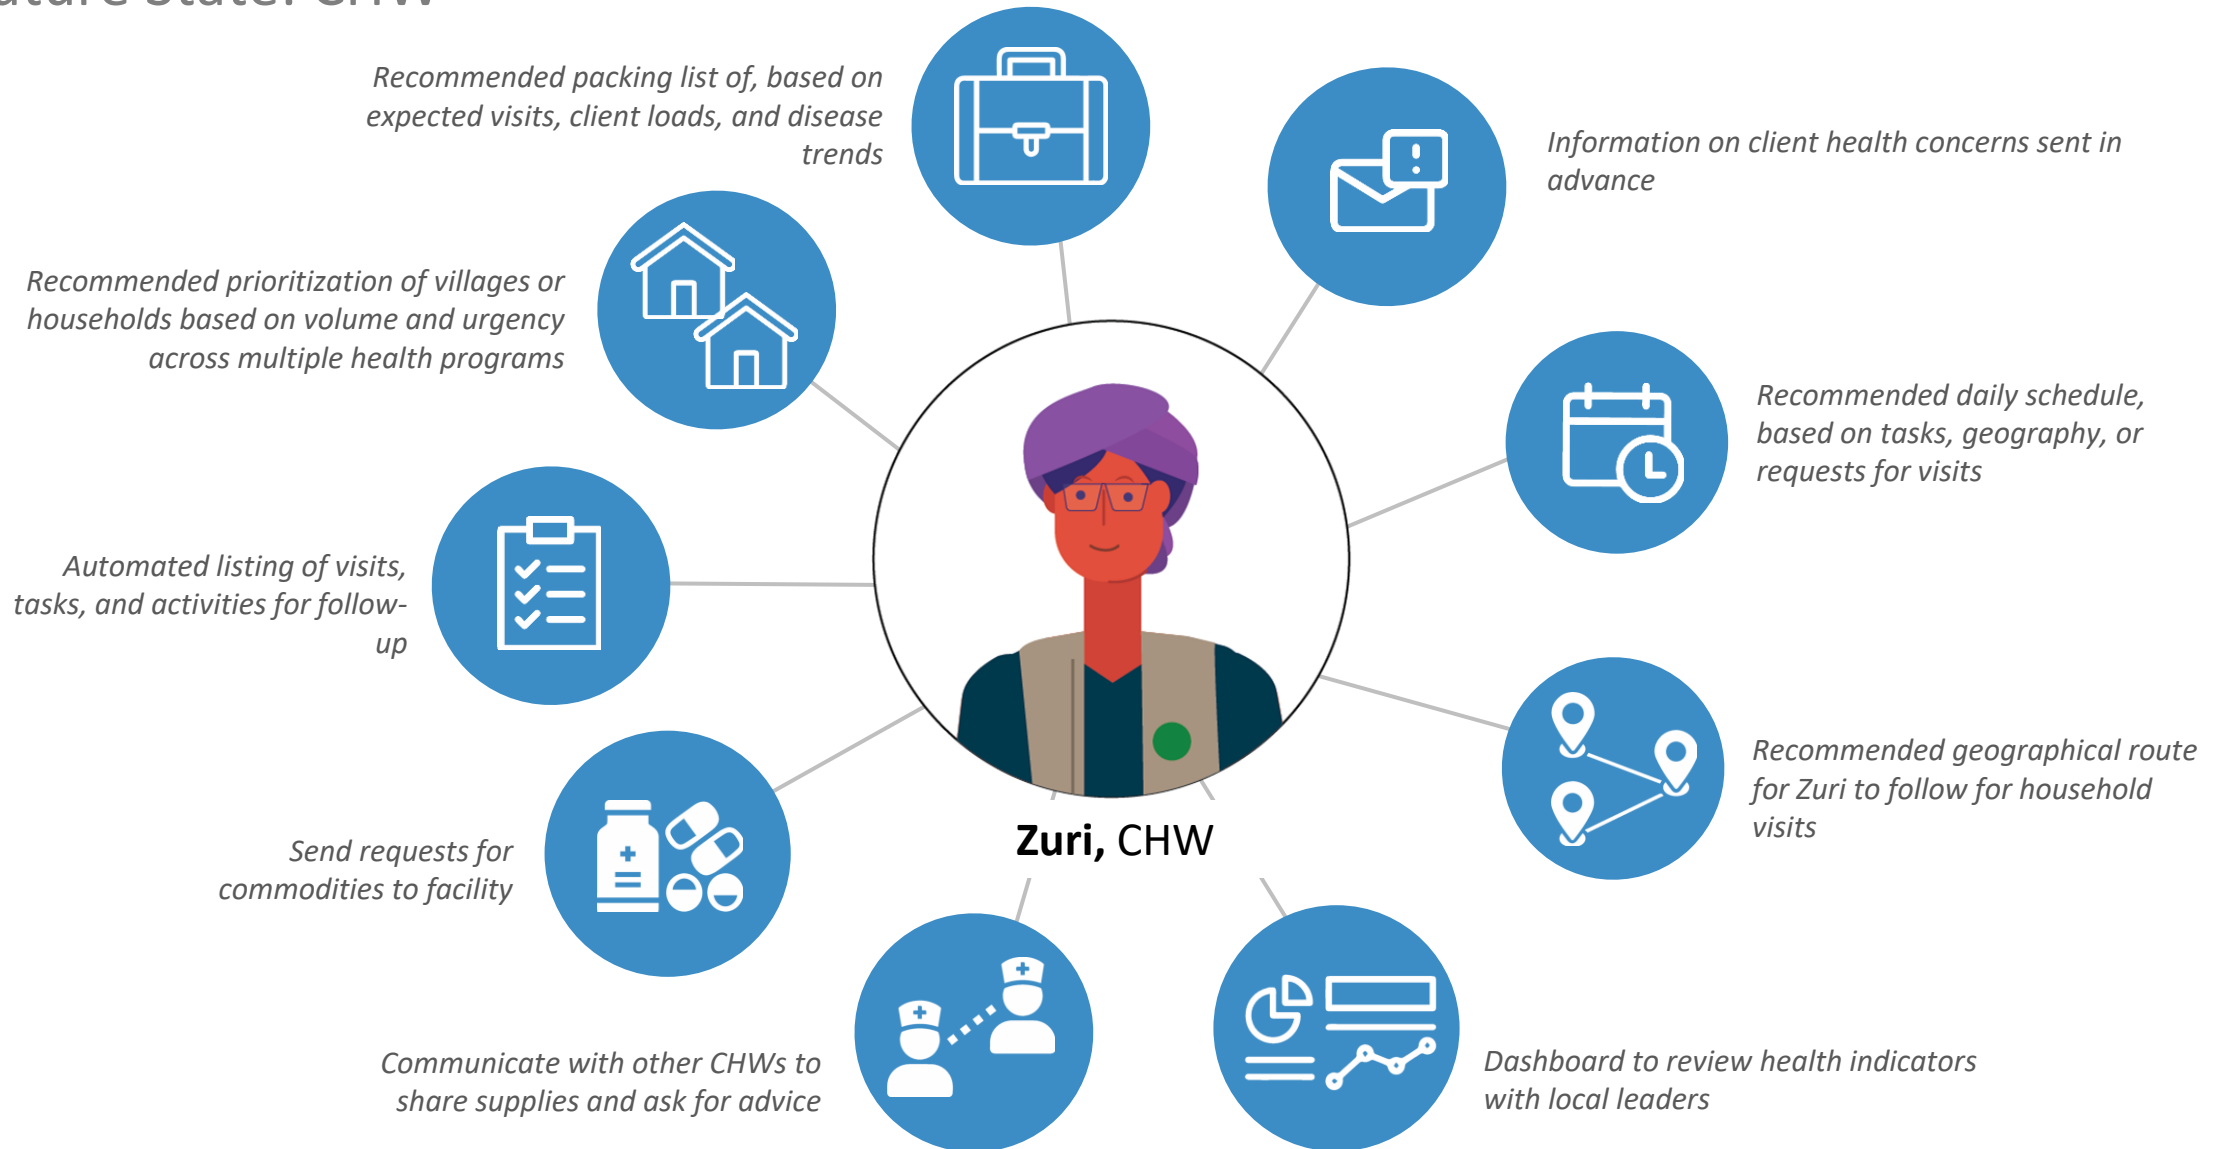 State: CHW
Recommended packing list of, based on
expected visits, client loads, and disease
trends
Information on client health concerns sent in
advance
Recommended prioritization of villages or
households based on volume and urgency
across multiple health programs
Recommended daily schedule,
based on tasks, geography, or
requests for visits
Automated listing of visits,
tasks, and activities for follow-
up
Recommended geographical route
for Zuri to follow for household
visits
Zuri, CHW
Send requests for
commodities to facility
Communicate with other CHWs to
share supplies and ask for advice
Dashboard to review health indicators
with local leaders